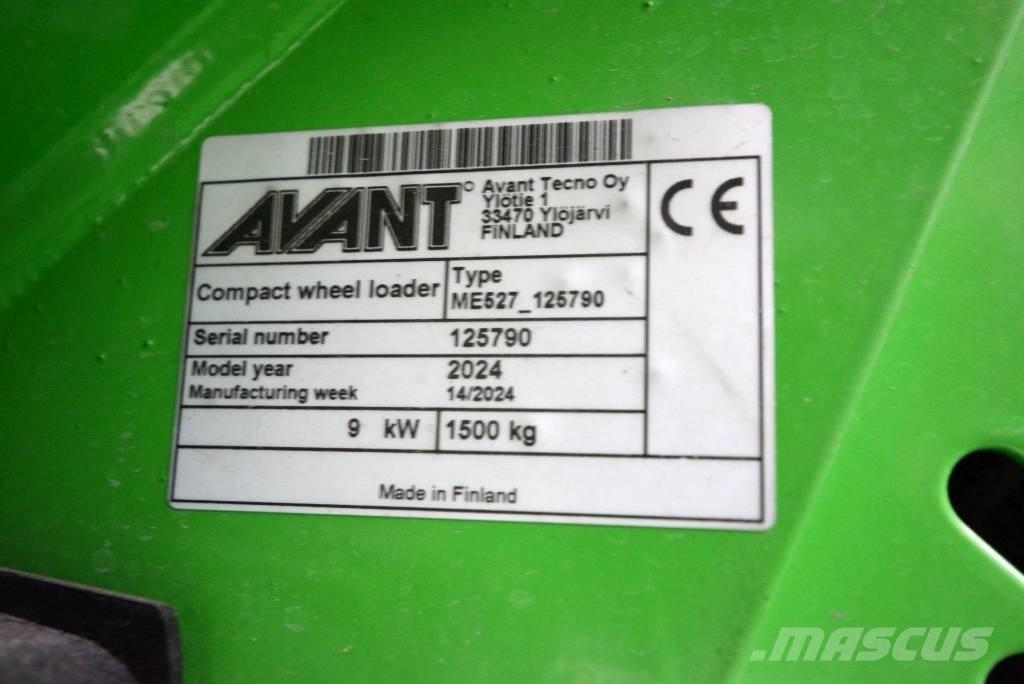 AVANT
Avant Tecno Oy
Ylötie 1
33470 Ylöjärvi
FINLAND
CE
Compact wheel loader
Type
ME527_125790
Serial number 125790
Model year 2024
Manufacturing week 14/2024
9 kW 1500 kg
Made in Finland
MASCUS